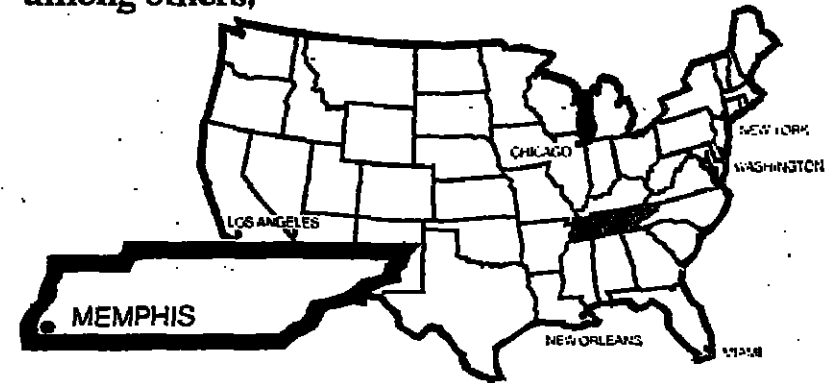 among others,
NEW YORK
CHICAGO
WASHINGTON
LOS ANGELES
MEMPHIS
NEW ORLEANS
MIAMI